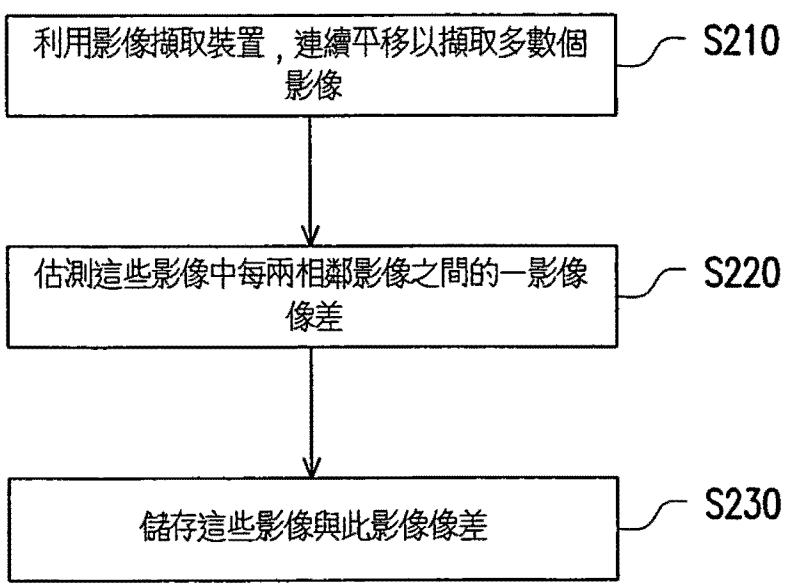 利用影像擷取裝置，連續平移以擷取多數個
影像
S210
估測這些影像中每兩相鄰影像之間的一影像
像差
S220
儲存這些影像與此影像像差
S230